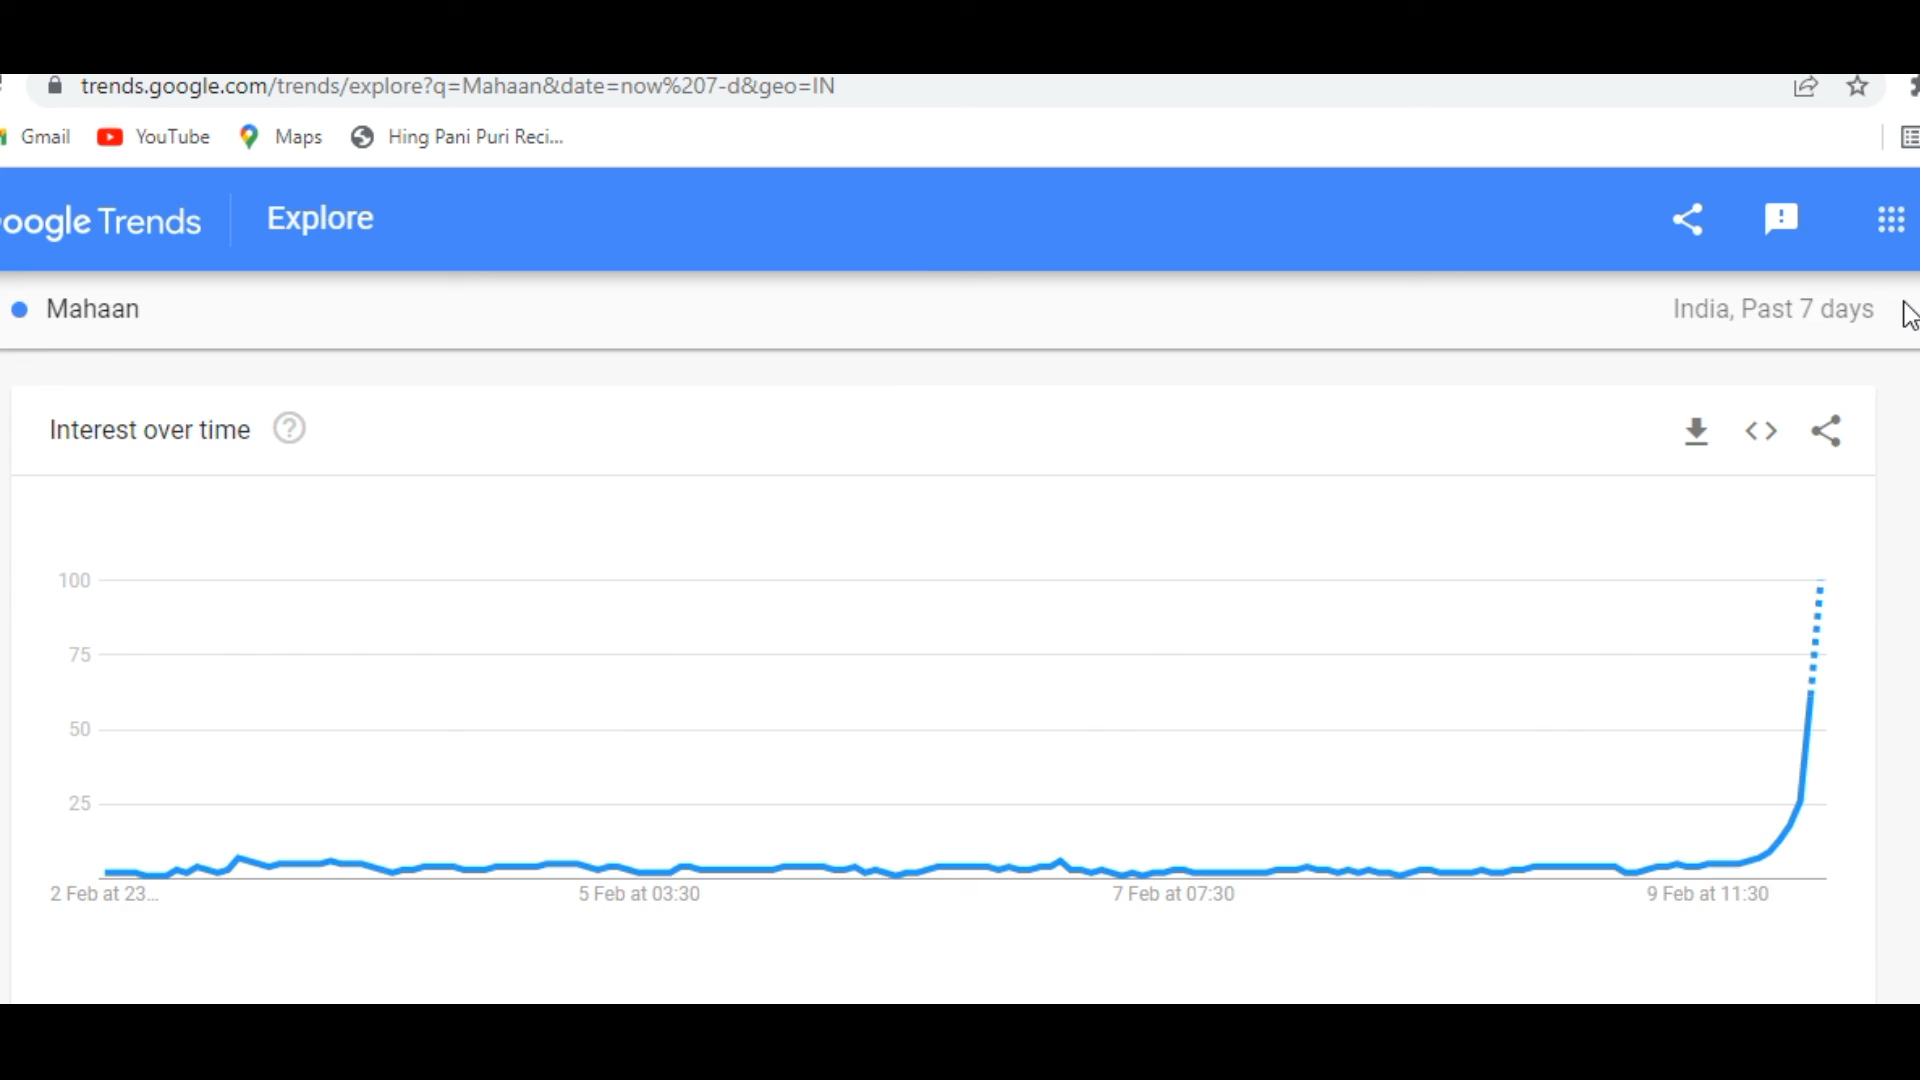 trends.google.com/trends/explore?q=Mahaan&date=now%207-d&geo=IN
Gmail YouTube Maps Hing Pani Puri Reci...
oogle Trends Explore
Mahaan India, Past 7 days
Interest over time
100
75
50
25
2 Feb at 23... 5 Feb at 03:30 7 Feb at 07:30 9 Feb at 11:30